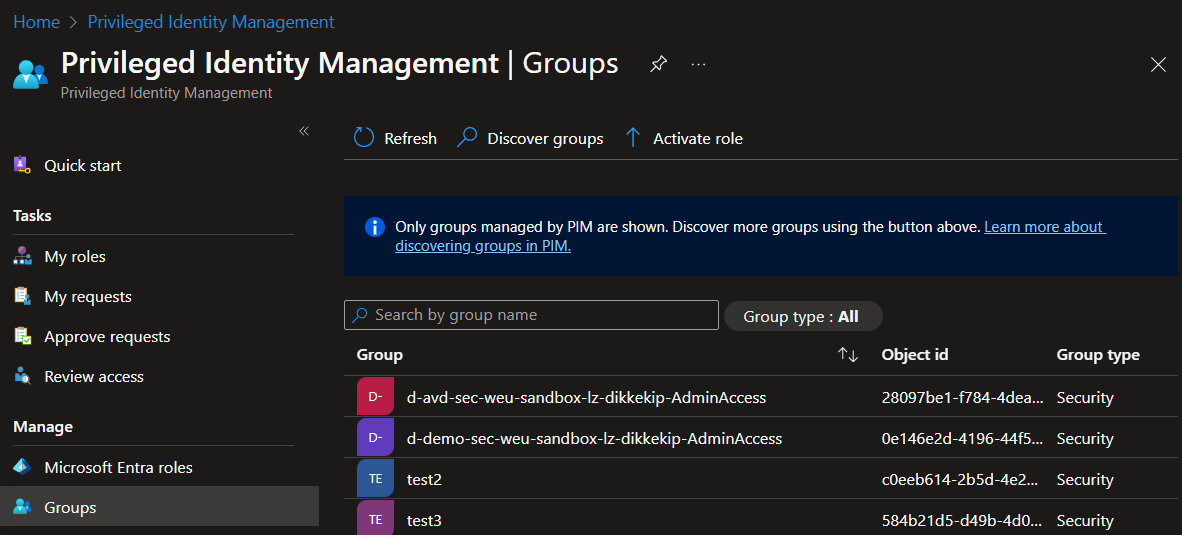 Home > Privileged Identity Management
Privileged Identity Management | Groups
Privileged Identity Management
Quick start
Tasks
My roles
My requests
Approve requests
Review access
Manage
Microsoft Entra roles
Groups
Refresh Discover groups Activate role
Only groups managed by PIM are shown. Discover more groups using the button above. Learn more about
discovering groups in PIM.
Search by group name Group type : All
Group Object id Group type
D- d-avd-sec-weu-sandbox-lz-dikkekip-AdminAccess 28097be1-f784-4dea... Security
D- d-demo-sec-weu-sandbox-lz-dikkekip-AdminAccess 0e146e2d-4196-44f5... Security
TE test2 c0eeb614-2b5d-4e2... Security
TE test3 584b21d5-d49b-4d0... Security